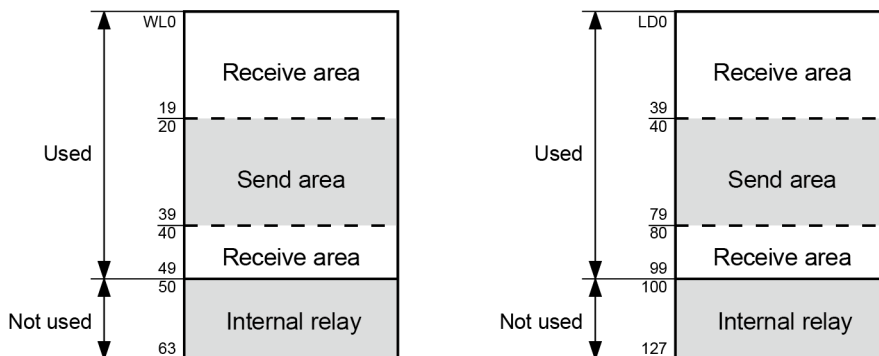 WL0
Receive area
19
20
Used
Send area
39
40
Receive area
49
50
Not used
Internal relay
63
LD0
Receive area
39
40
Used
Send area
79
80
Receive area
99
100
Not used
Internal relay
127